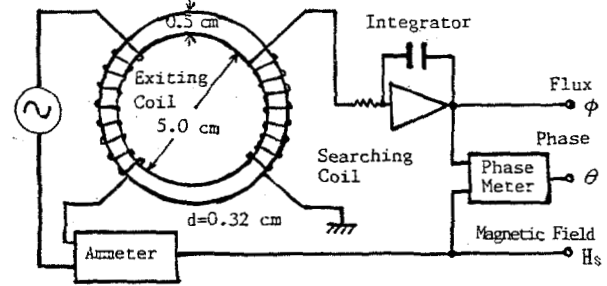 0.5 cm
Integrator
Exiting
Coil
5.0 cm
Flux
ϕ
Phase
Searching
Coil
Phase
Meter
θ
d=0.32 cm
Magnetic Field
Hs
Ammeter